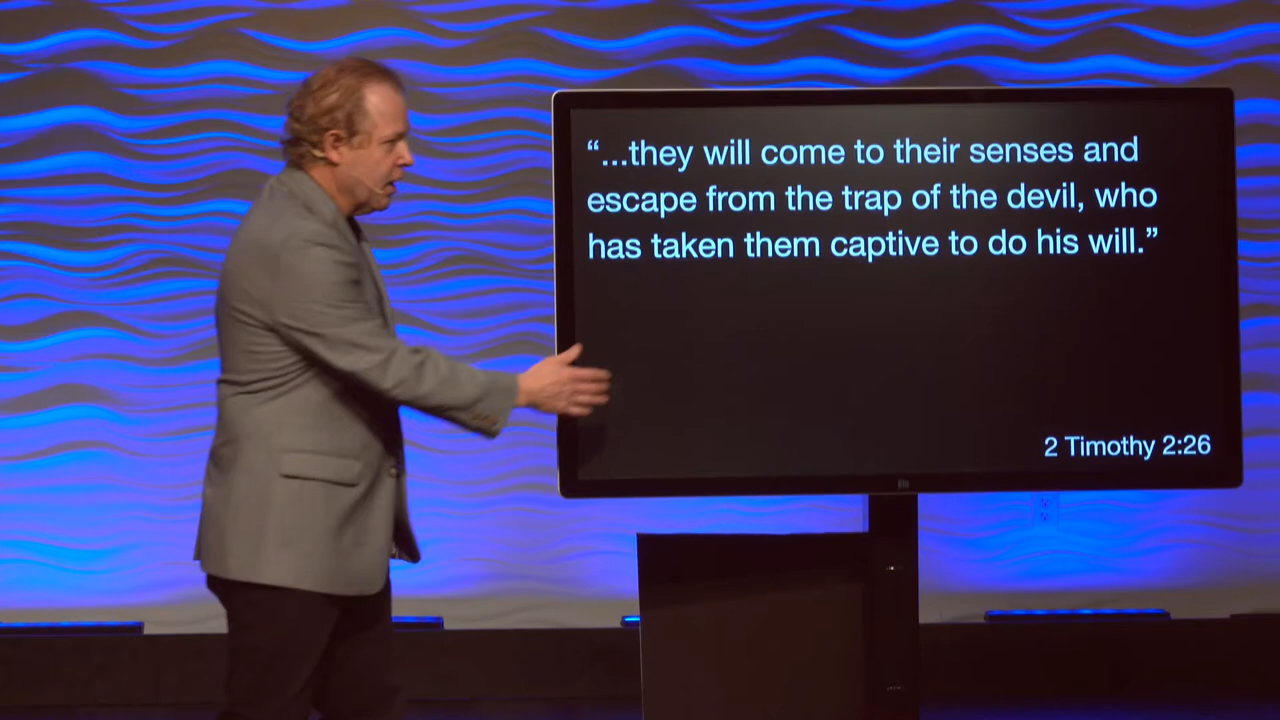 “...they will come to their senses and
escape from the trap of the devil, who
has taken them captive to do his will.”
2 Timothy 2:26
elo